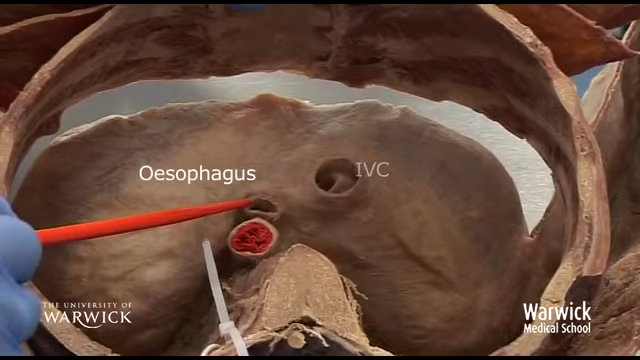 Oesophagus
IVC
THE UNIVERSITY OF
WARWICK
Warwick
Medical School